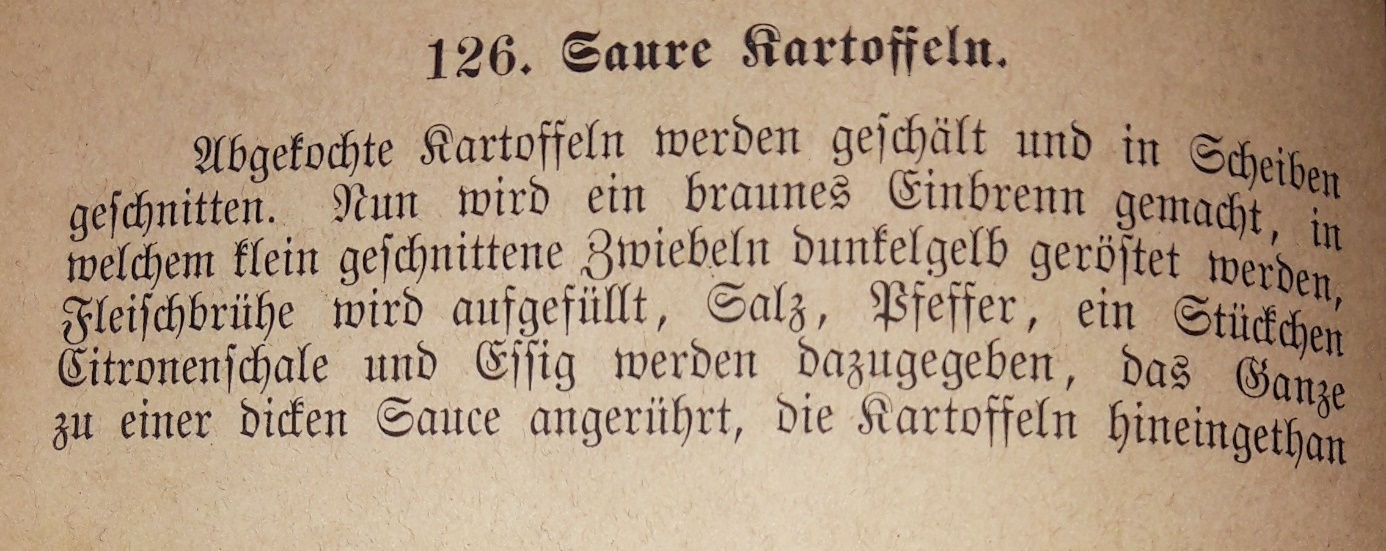 126. Saure Kartoffeln.
Abgekochte Kartoffeln werden geschält und in Scheiben
geschnitten. Nun wird ein braunes Einbrenn gemacht, in
welchem klein geschnittene Zwiebeln dunkelgelb geröstet werden,
Fleischbrühe wird aufgefüllt, Salz, Pfeffer, ein Stückchen
Citronenschale und Essig werden dazugegeben, das Ganze
zu einer dicken Sauce angerührt, die Kartoffeln hineingethan